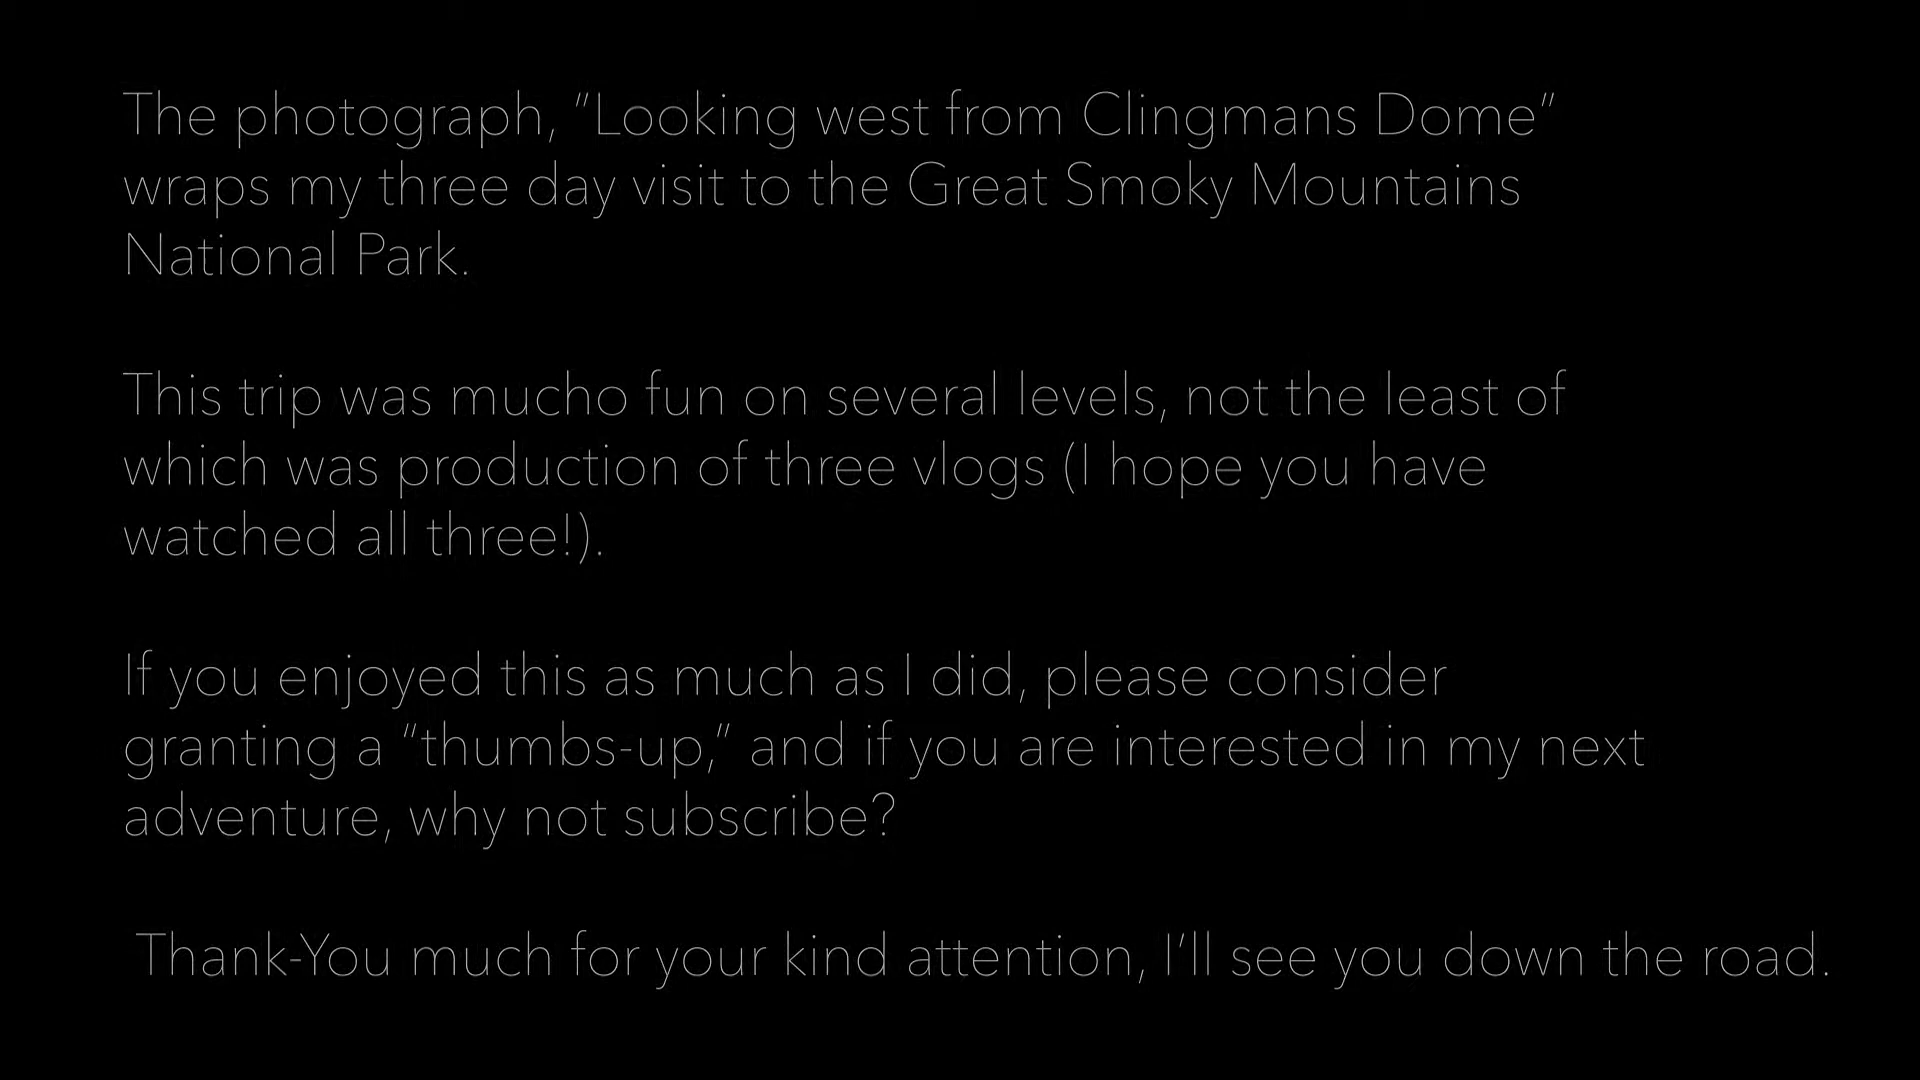 The photograph, "Looking west from Clingmans Dome"
wraps my three day visit to the Great Smoky Mountains
National Park.
This trip was mucho fun on several levels, not the least of
which was production of three vlogs (I hope you have
watched all three!).
If you enjoyed this as much as I did, please consider
granting a “thumbs-up,” and if you are interested in my next
adventure, why not subscribe?
Thank-You much for your kind attention, I’ll see you down the road.